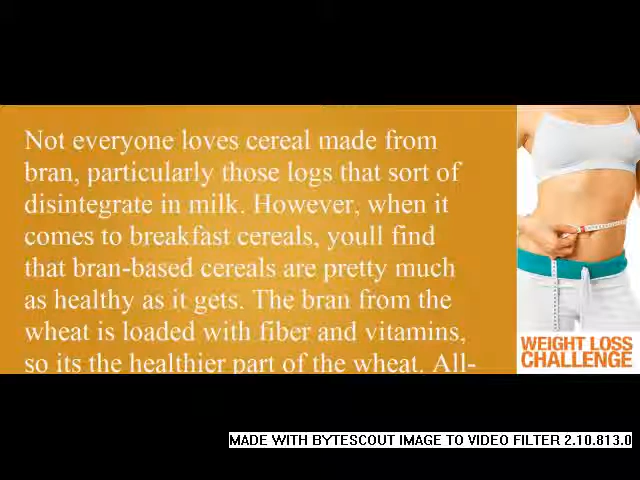 Not everyone loves cereal made from
bran, particularly those logs that sort of
disintegrate in milk. However, when it
comes to breakfast cereals, youll find
that bran-based cereals are pretty much
as healthy as it gets. The bran from the
wheat is loaded with fiber and vitamins,
so its the healthier part of the wheat. All-
WEIGHT LOSS
CHALLENGE
MADE WITH BYTESCOUT IMAGE TO VIDEO FILTER 2.10.813.0